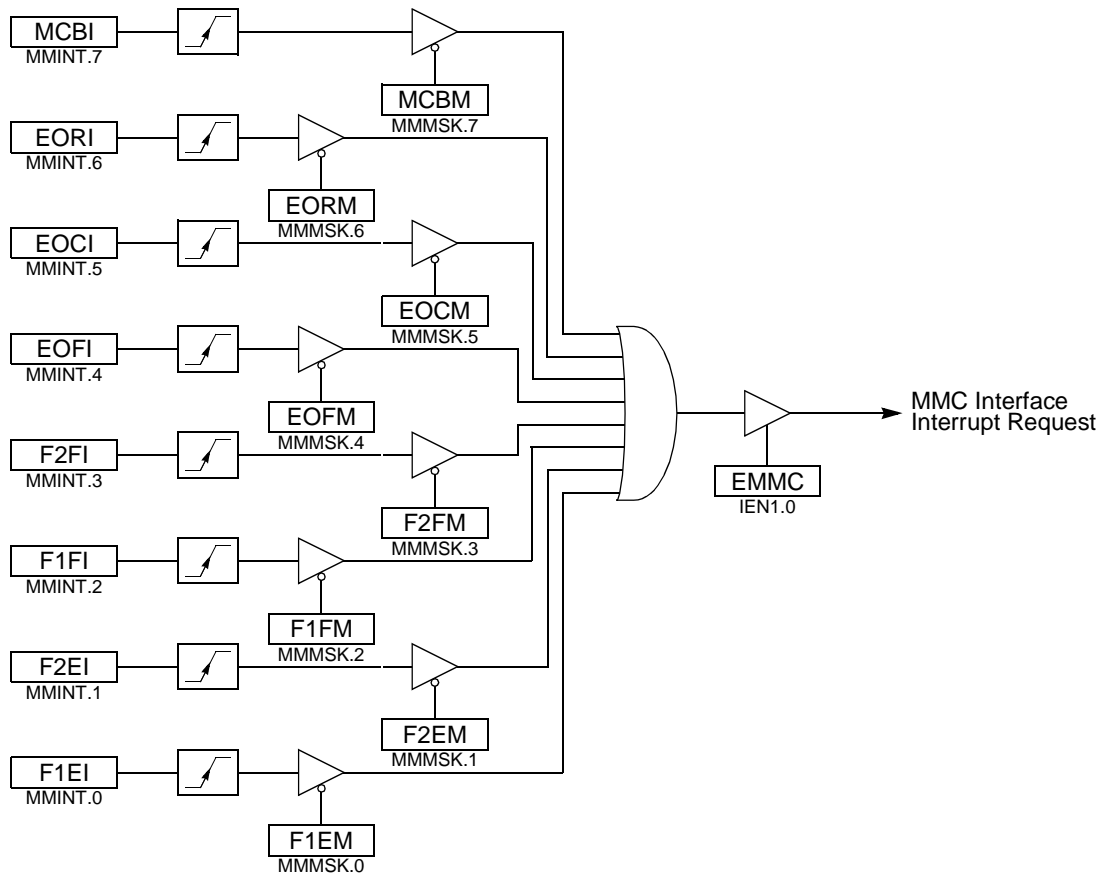 MCBI
MMINT.7
MCBM
MMMSK.7
EORI
MMINT.6
EORM
MMMSK.6
EOCI
MMINT.5
EOCM
MMMSK.5
EOFI
MMINT.4
EOFM
MMMSK.4
MMC Interface
Interrupt Request
F2FI
MMINT.3
EMMC
IEN1.0
F2FM
MMMSK.3
F1FI
MMINT.2
F1FM
MMMSK.2
F2EI
MMINT.1
F2EM
MMMSK.1
F1EI
MMINT.0
F1EM
MMMSK.0